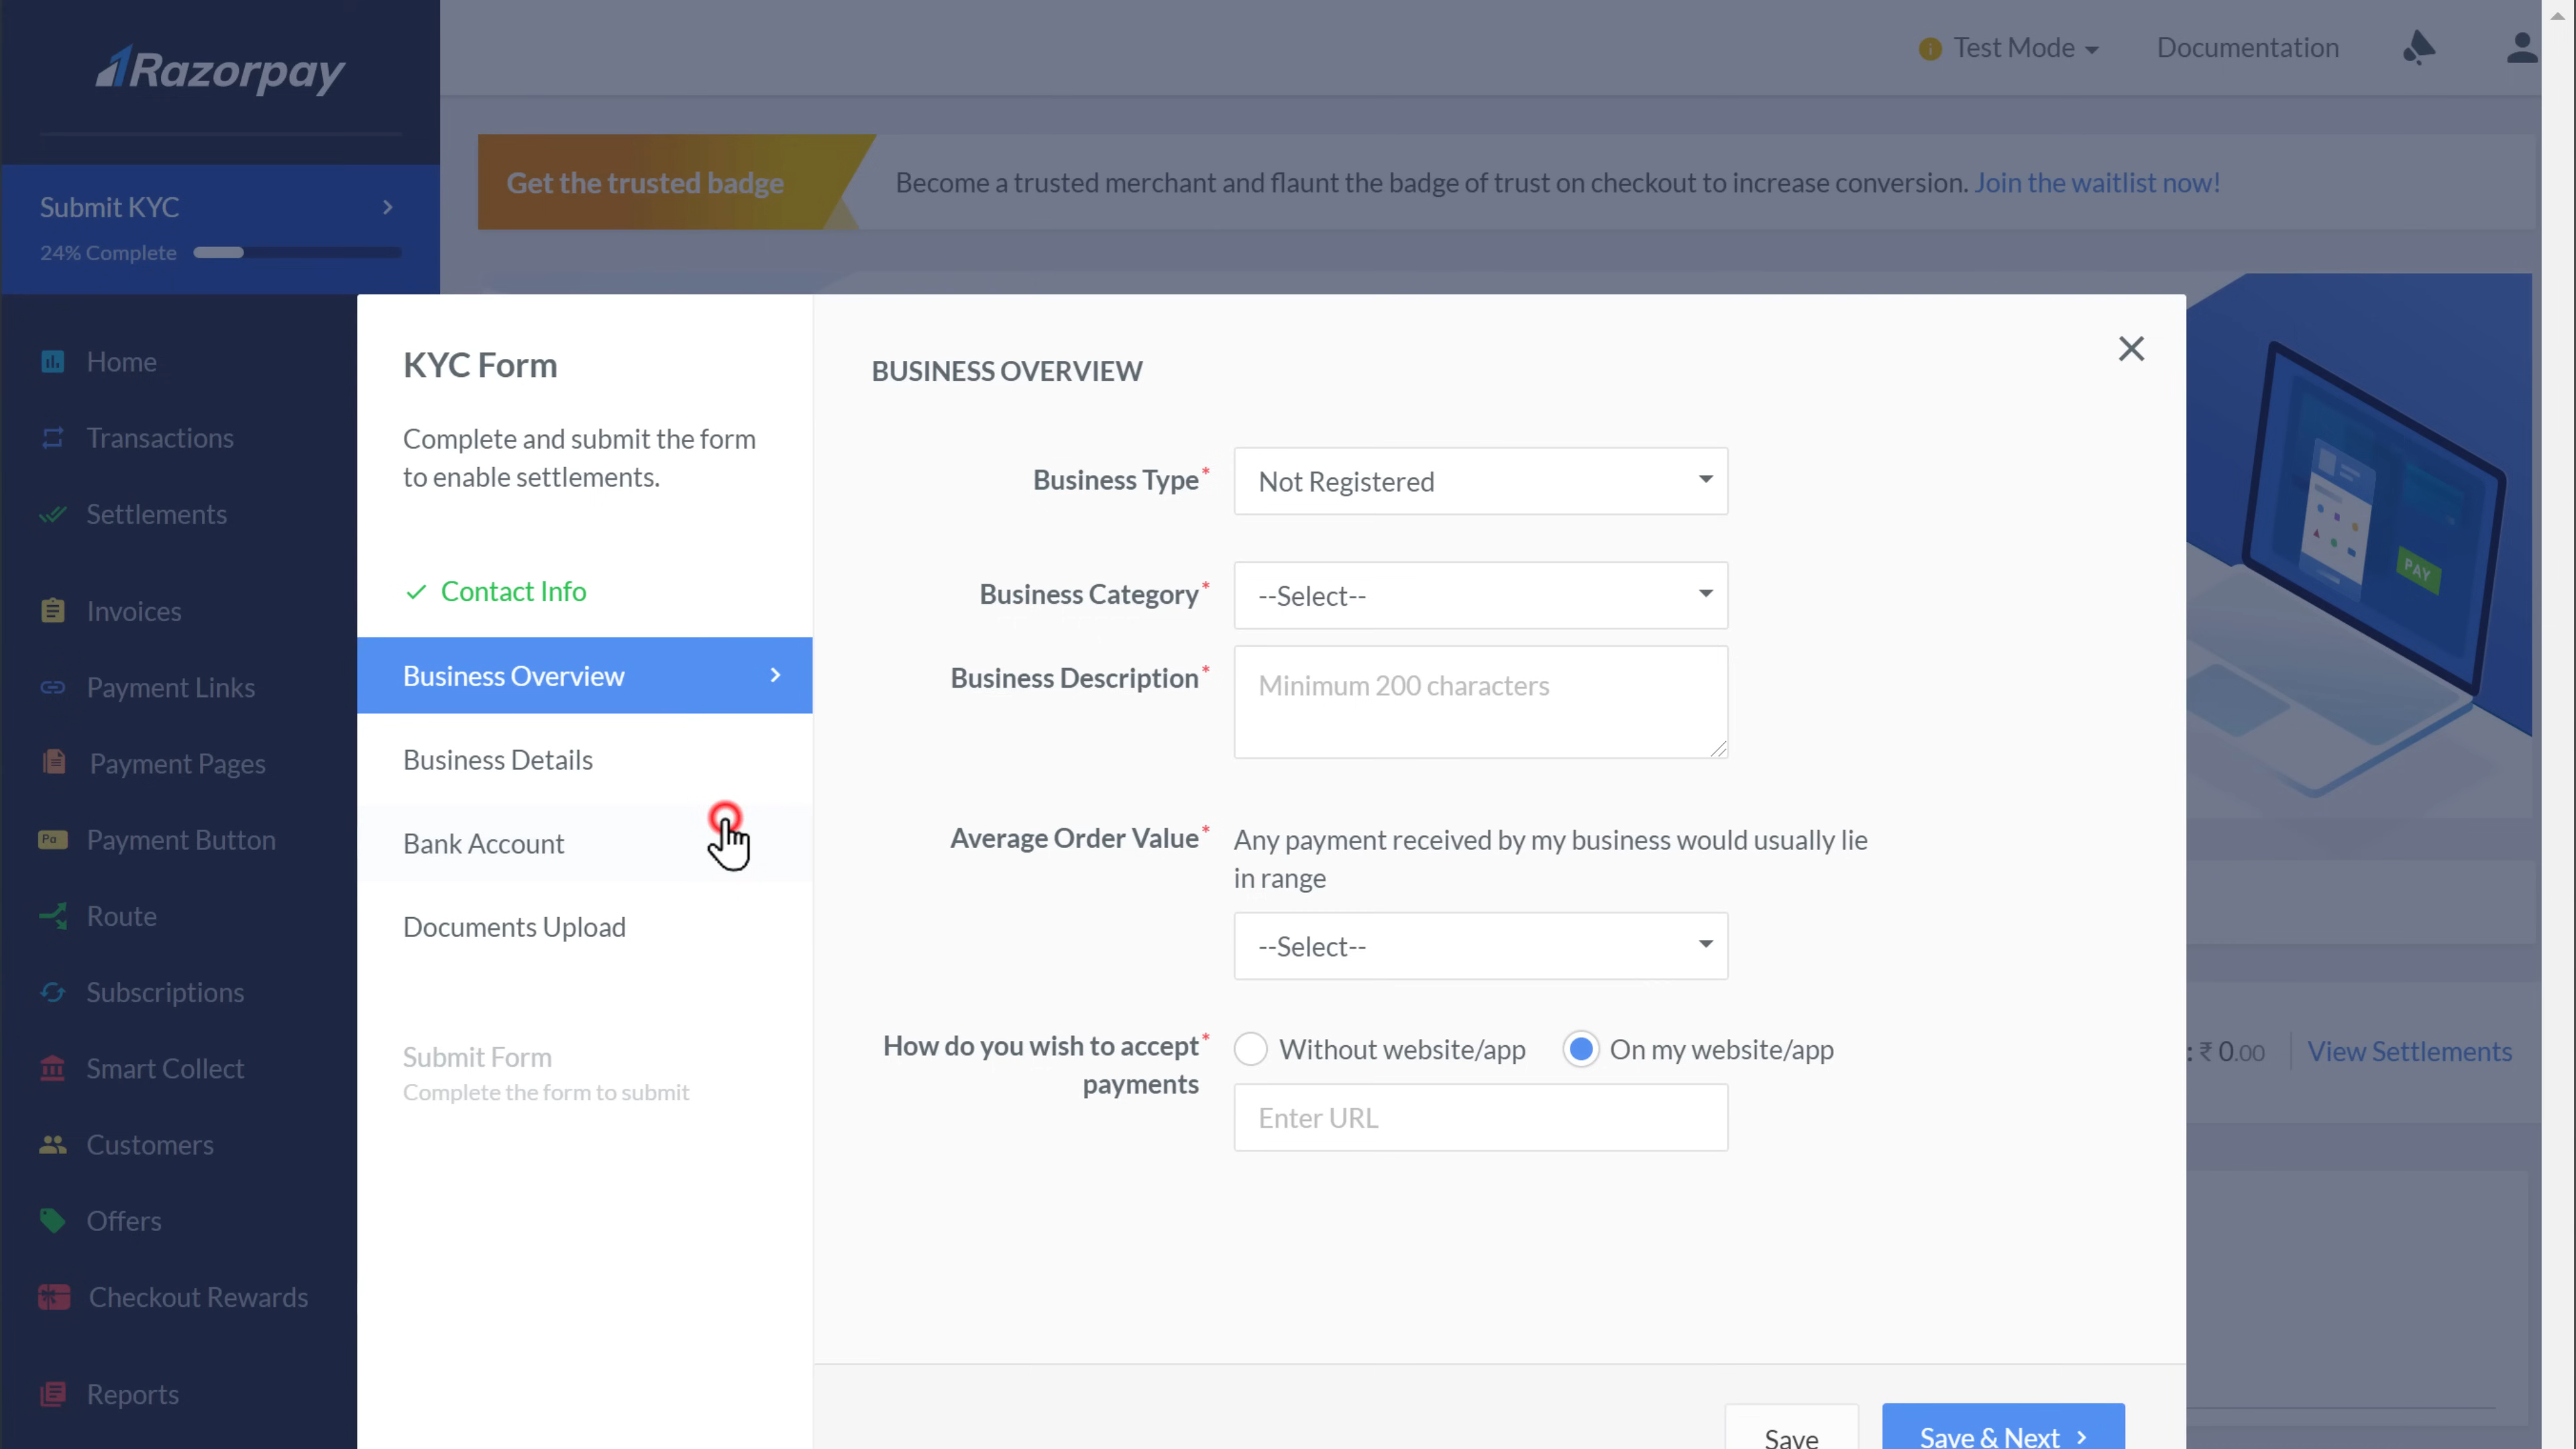 Razorpay
Test Mode
Documentation
Get the trusted badge
Become a trusted merchant and flaunt the badge of trust on checkout to increase conversion. Join the waitlist now!
Submit KYC
24% Complete
Home
Transactions
Settlements
Invoices
Payment Links
Payment Pages
Pa
Payment Button
Route
Subscriptions
Smart Collect
Customers
Offers
Checkout Rewards
Reports
KYC Form
Complete and submit the form
to enable settlements.
Contact Info
Business Overview
Business Details
Bank Account
Documents Upload
Submit Form
Complete the form to submit
BUSINESS OVERVIEW
Business Type*
Not Registered
Business Category*
--Select--
Business Description*
Minimum 200 characters
Average Order Value*
Any payment received by my business would usually lie
in range
--Select--
How do you wish to accept*
payments
Without website/app
On my website/app
Enter URL
Save
Save & Next
PAY
: ₹ 0.00
View Settlements